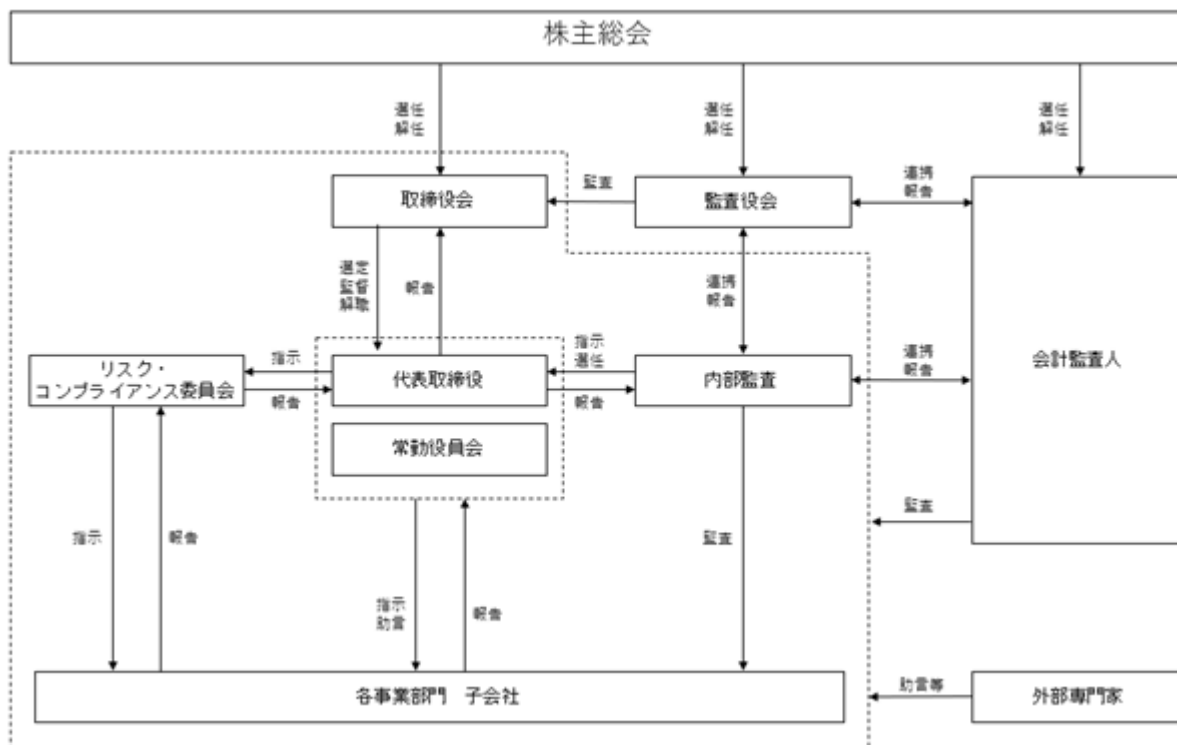 株主総会
選任
解任
選任
解任
選任
解任
取締役会
監査
監査役会
連携
報告
選定
監督
解職
報告
連携
報告
会計監査人
リスク・
コンプライアンス委員会
指示
報告
代表取締役
指示
選任
報告
内部監査
連携
報告
常勤役員会
指示
報告
監査
監査
指示
助言
報告
各事業部門 子会社
助言等
外部専門家